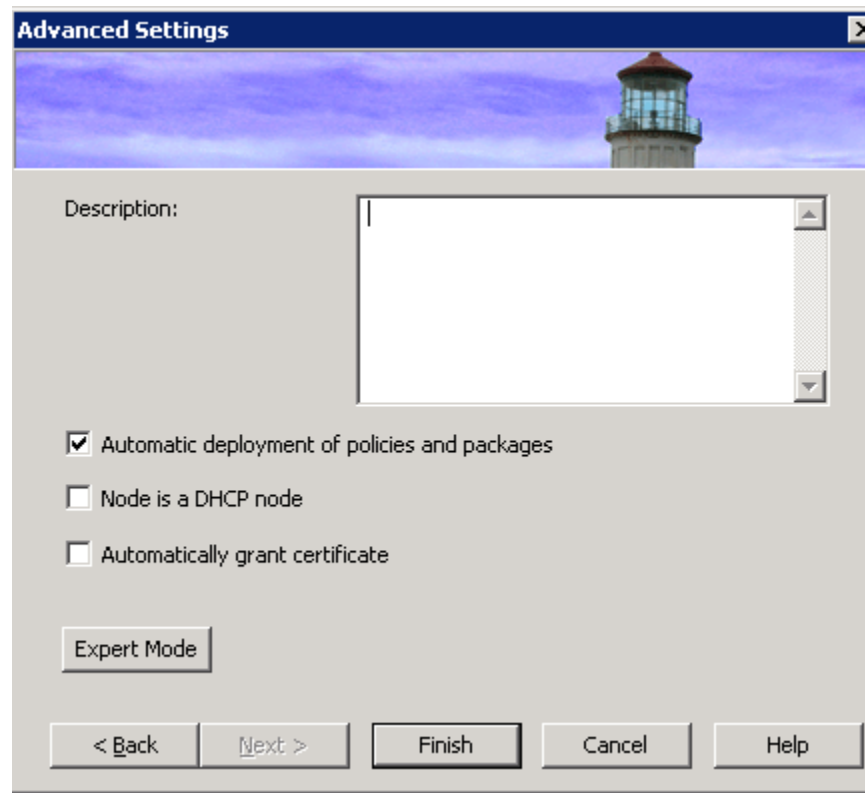 Advanced Settings
Description:
Automatic deployment of policies and packages
Node is a DHCP node
Automatically grant certificate
Expert Mode
< Back Next > Finish Cancel Help